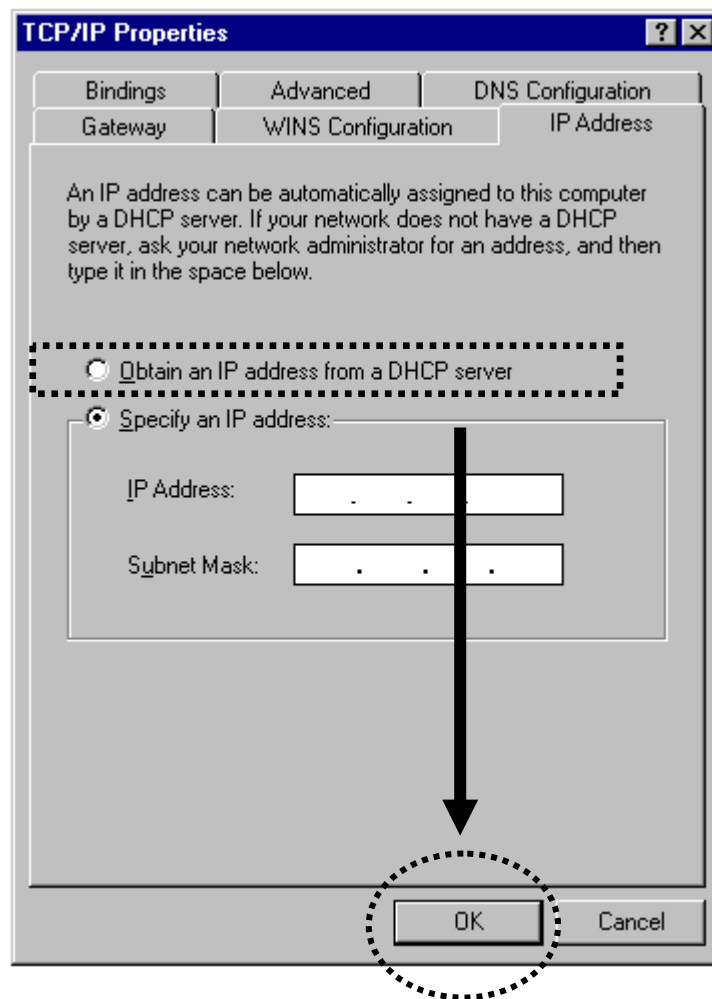 TCP/IP Properties
? X
Bindings Advanced DNS Configuration
Gateway WINS Configuration IP Address
An IP address can be automatically assigned to this computer
by a DHCP server. If your network does not have a DHCP
server, ask your network administrator for an address, and then
type it in the space below.
Obtain an IP address from a DHCP server
Specify an IP address:
IP Address: . . .
Subnet Mask: . . .
OK Cancel